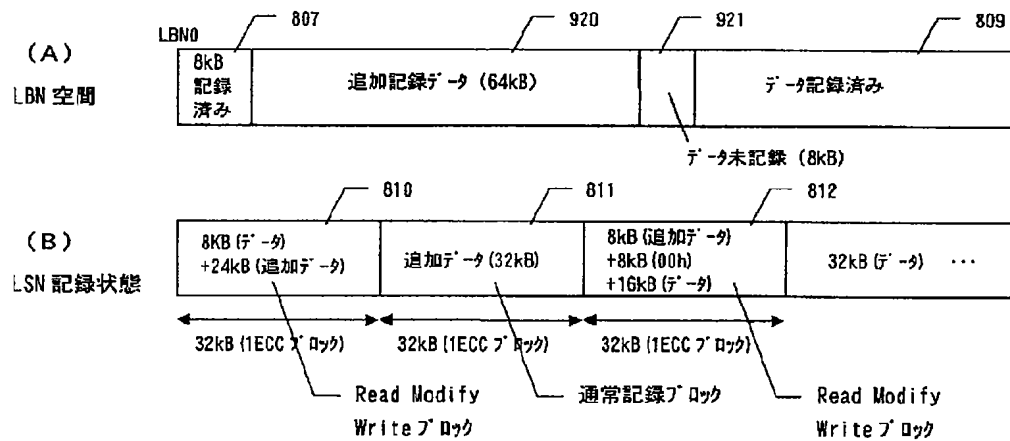 807
920
921
809
LBN0
(A)
LBN 空間
8kB
記録
済み
追加記録データ (64kB)
データ記録済み
データ未記録 (8kB)
810
811
812
(B)
LSN 記録状態
8KB (データ)
+24kB (追加データ)
追加データ (32kB)
8kB (追加データ)
+8kB (00h)
+16kB (データ)
32kB (データ) ・・・
32kB (1ECC ブロック)
32kB (1ECC ブロック)
32kB (1ECC ブロック)
Read Modify
Write ブロック
通常記録ブロック
Read Modify
Write ブロック